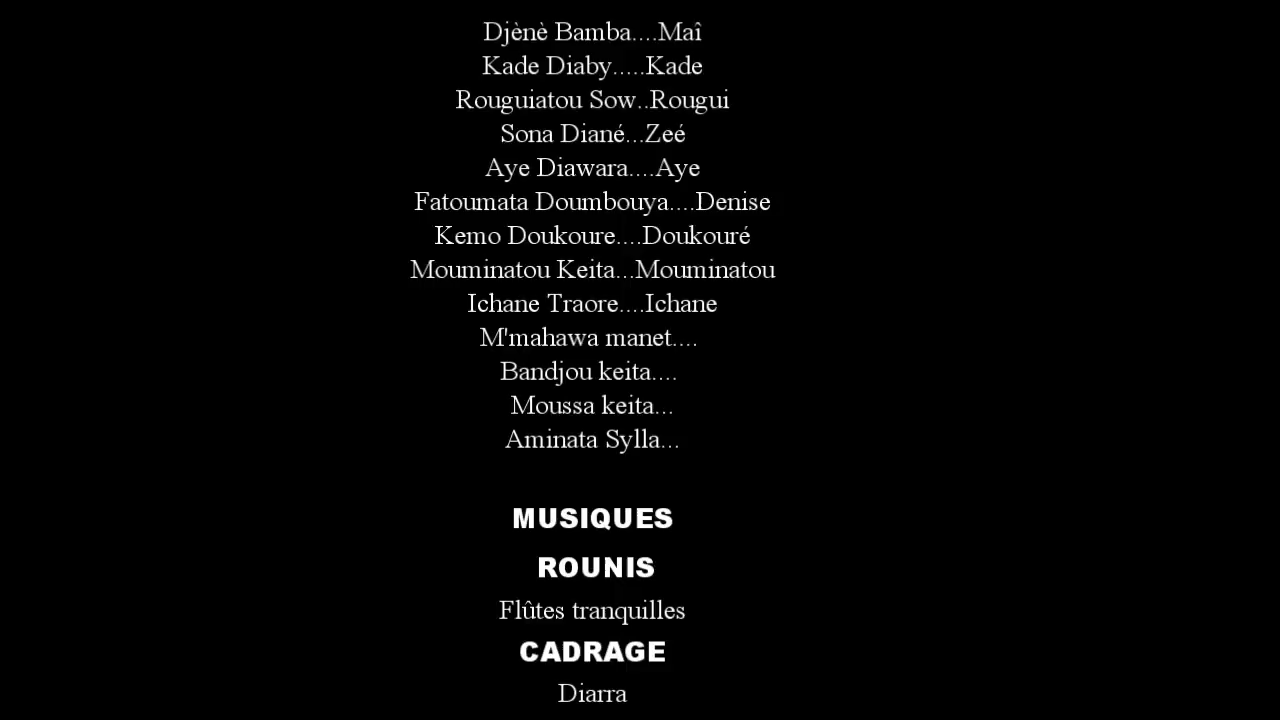 Djènè Bamba....Maî
Kade Diaby.....Kade
Rouguiatou Sow..Rougui
Sona Diané...Zeé
Aye Diawara....Aye
Fatoumata Doumbouya....Denise
Kemo Doukoure....Doukouré
Mouminatou Keita...Mouminatou
Ichane Traore....Ichane
M'mahawa manet....
Bandjou keita....
Moussa keita...
Aminata Sylla...
MUSIQUES
ROUNIS
Flûtes tranquilles
CADRAGE
Diarra